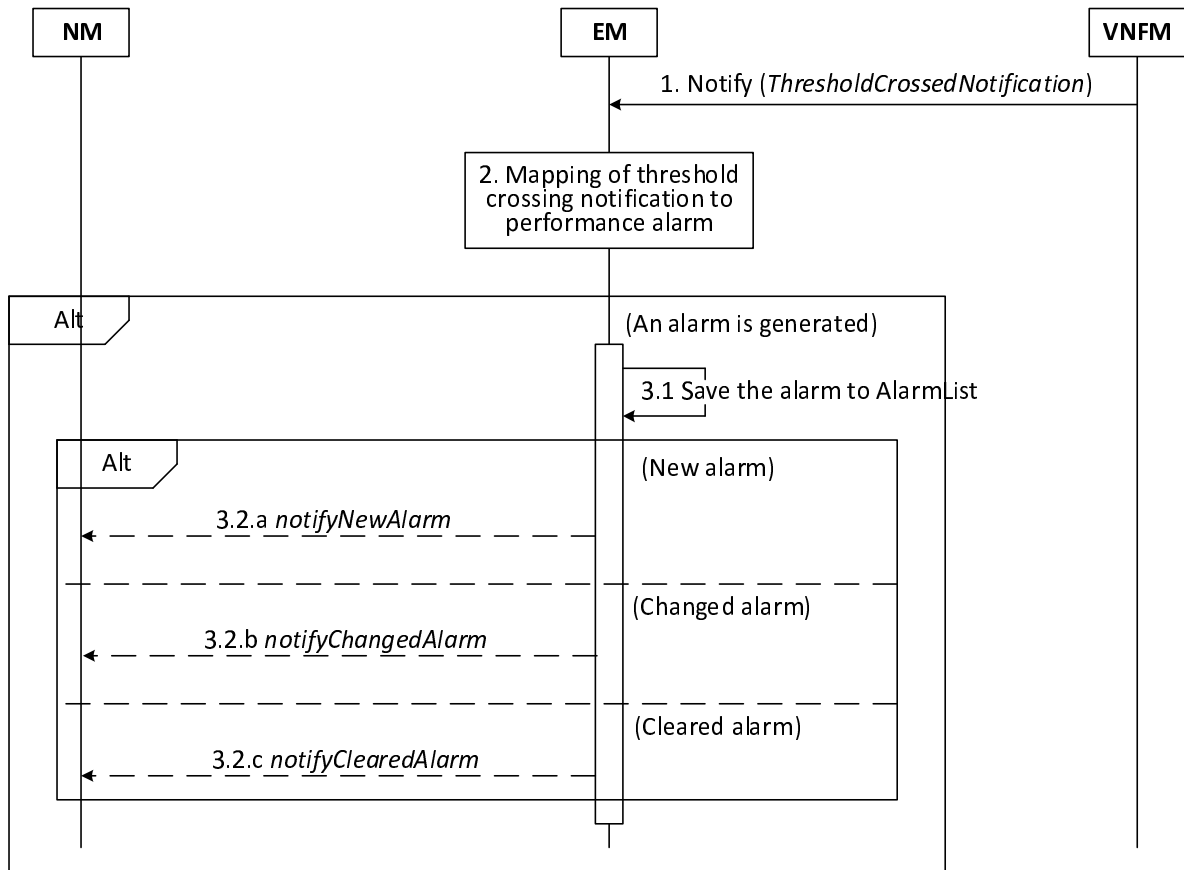 NM
EM
VNFM
1. Notify (ThresholdCrossedNotification)
2. Mapping of threshold
crossing notification to
performance alarm
Alt
(An alarm is generated)
3.1 Save the alarm to AlarmList
Alt
(New alarm)
3.2.a notifyNewAlarm
(Changed alarm)
3.2.b notifyChangedAlarm
(Cleared alarm)
3.2.c notifyClearedAlarm